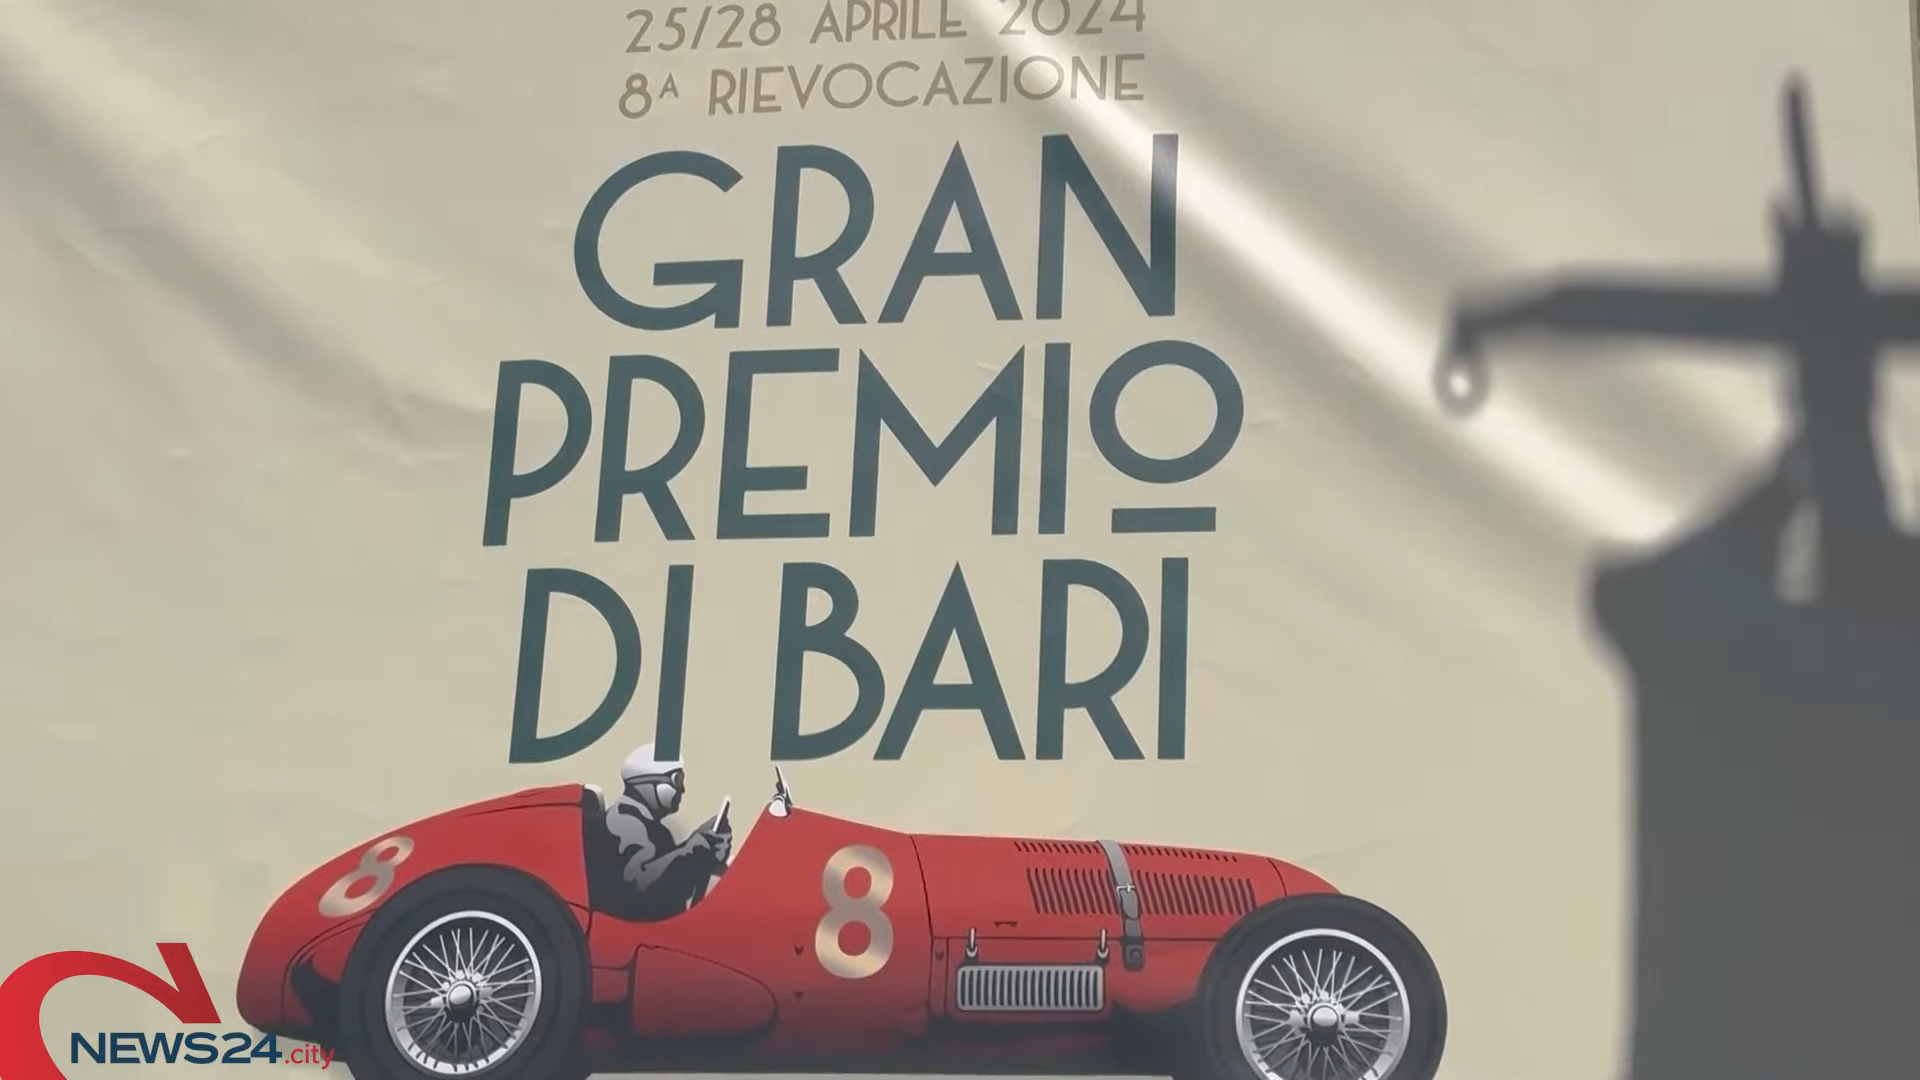 25/28 APRILE 2024
8A RIEVOCAZIONE
GRAN
PREMIO
DI BARI
8
8
NEWS24.city